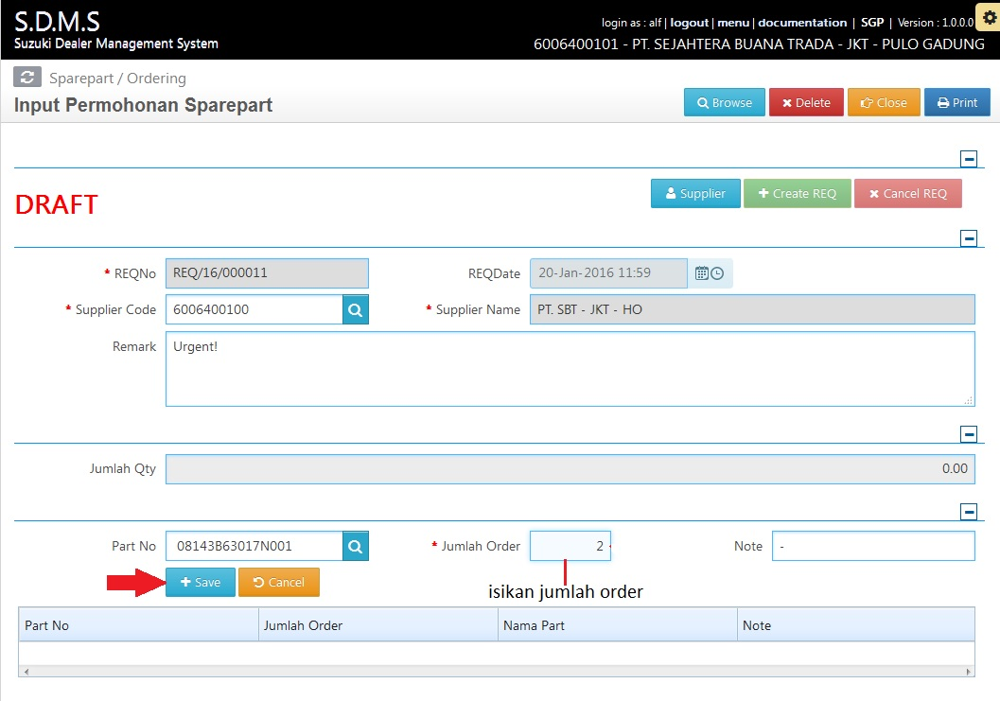 S.D.M.S
Suzuki Dealer Management System
login as : alf | logout | menu | documentation | SGP | Version : 1.0.0.0
6006400101 - PT. SEJAHTERA BUANA TRADA - JKT - PULO GADUNG
Sparepart / Ordering
Input Permohonan Sparepart
Browse Delete Close Print
DRAFT
Supplier Create REQ Cancel REQ
* REQNo REQ/16/000011 REQDate 20-Jan-2016 11:59
* Supplier Code 6006400100 * Supplier Name PT. SBT - JKT - HO
Remark Urgent!
Jumlah Qty 0.00
Part No 08143B63017N001 * Jumlah Order 2 Note -
Save Cancel
isikan jumlah order
Part No Jumlah Order Nama Part Note